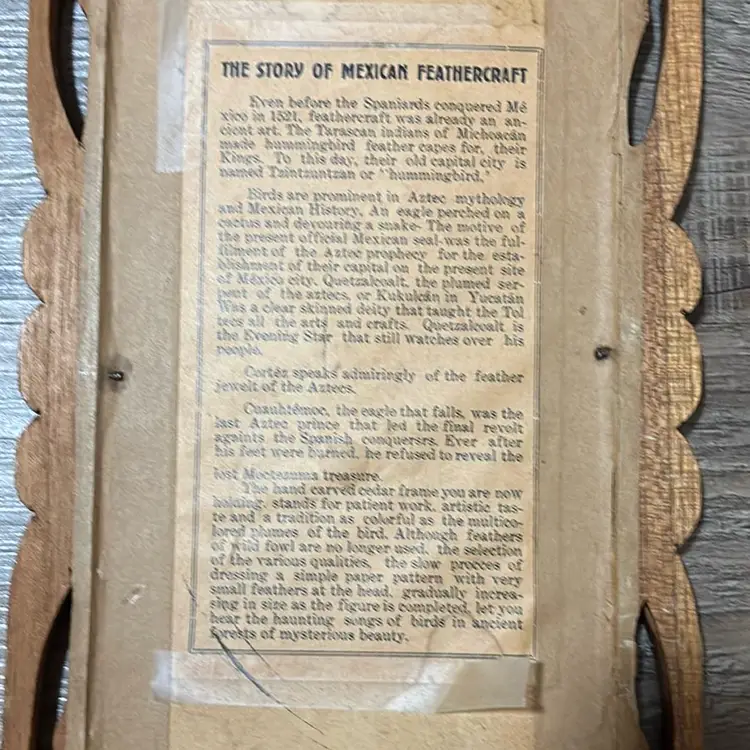 THE STORY OF MEXICAN FEATHERCRAFT
Even before the Spaniards conquered Mé
xico in 1521, feathercraft was already an an-
cient art. The Tarascan indians of Michoacán
made hummingbird feather capes for, their
Kings. To this day, their old capital city is
named Tzintzuntzan or "hummingbird."
Birds are prominent in Aztec mythology
and Mexican History. An eagle perched on a
cactus and devouring a snake- The motive of
the present official Mexican seal-was the ful-
filment of the Aztec prophecy for the esta-
blishment of their capital on the present site
of México city. Quetzalcoalt, the plumed ser-
pent of the aztecs, or Kukulcán in Yucatán
Was a clear skinned deity that taught the Tol
tecs all the arts and crafts. Quetzalcoalt is
the Evening Star that still watches over his
people.
Cortéz speaks admiringly of the feather
jewelt of the Aztecs.
Cuauhtémoc, the eagle that falls, was the
last Aztec prince that led the final revolt
againts the Spanish conquersrs. Ever after
his feet were burned, he refused to reveal the
lost Moctezuma treasure.
The hand carved cedar frame you are now
holding, stands for patient work, artistic tas-
te and a tradition as colorful as the multico-
lored plumes of the bird. Although feathers
of wild fowl are no longer used, the selection
of the various qualities, the slow procces of
dressing a simple paper pattern with very
small feathers at the head, gradually increa-
sing in size as the figure is completed, let you
hear the haunting songs of birds in ancient
forests of mysterious beauty.